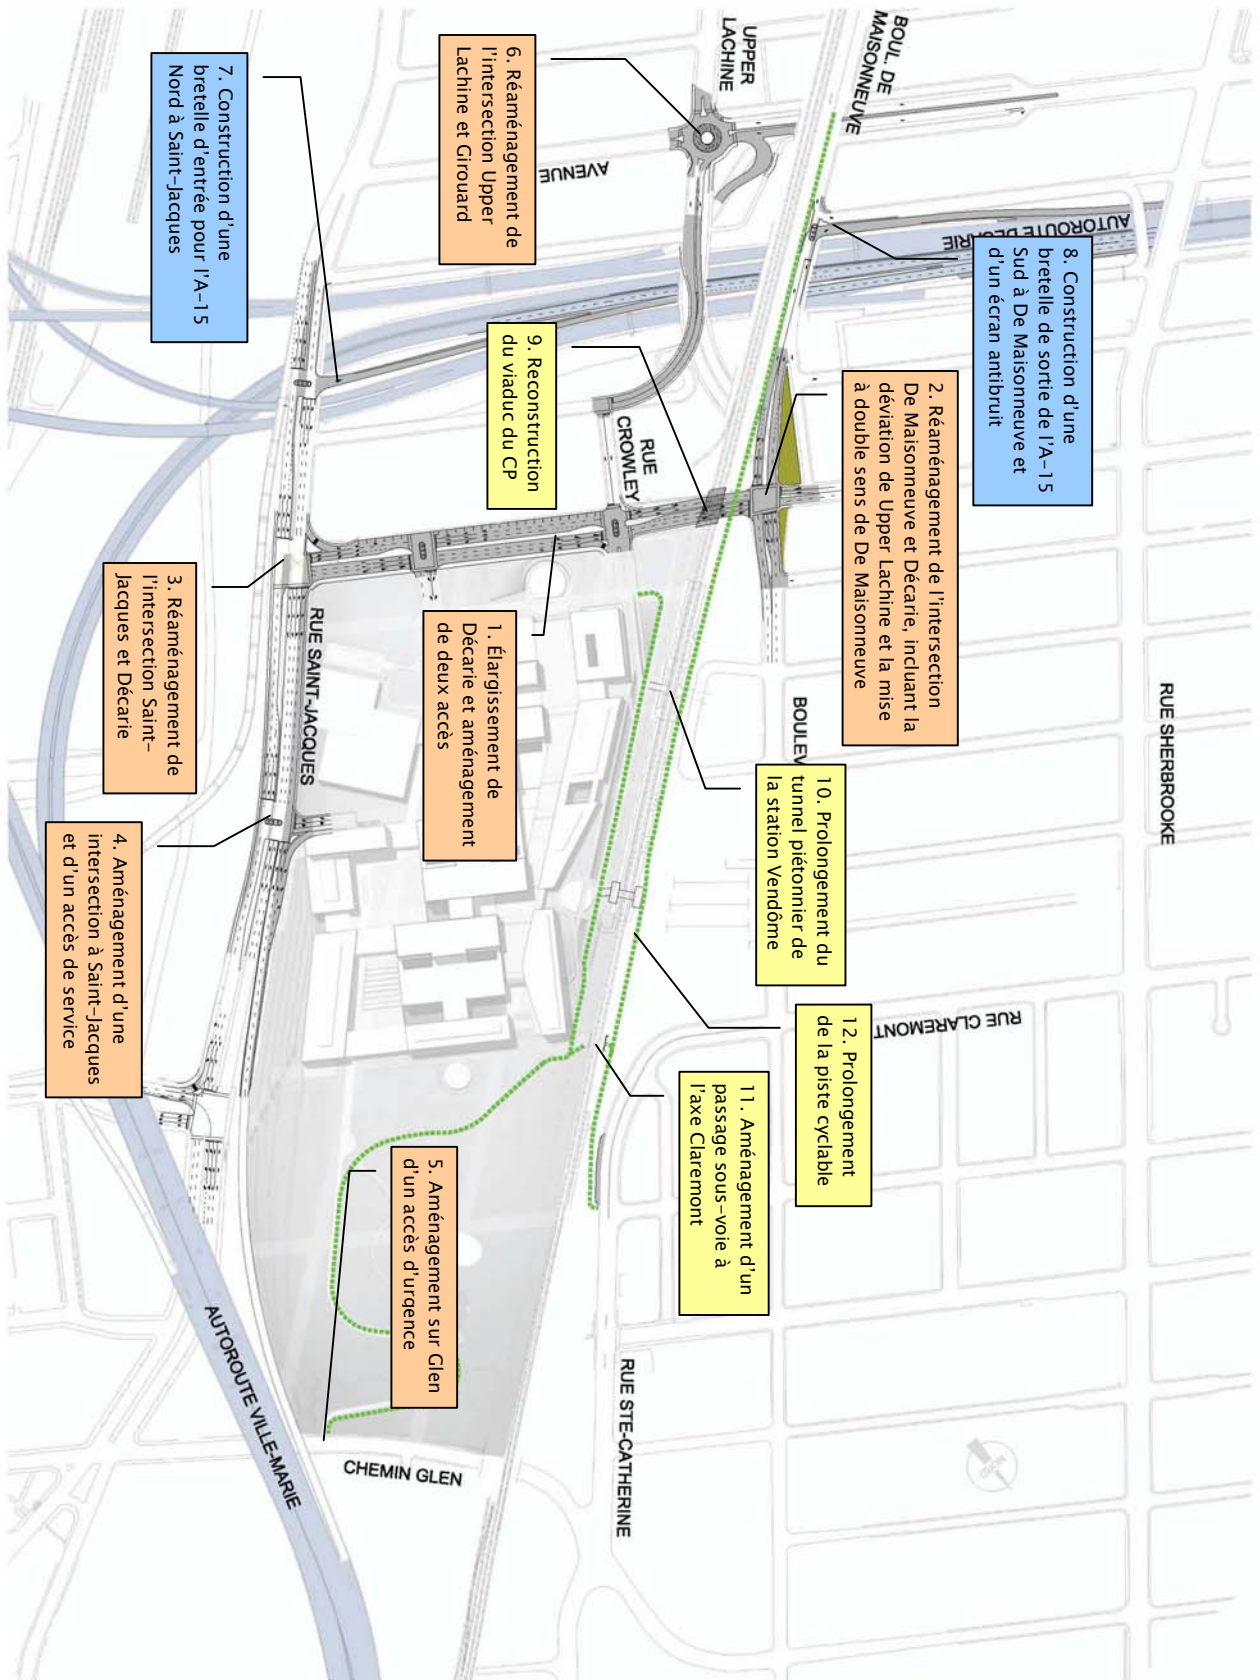 BOUL. DE
MAISONNEUVE
UPPER
LACHINE
6. Réaménagement de
l'intersection Upper
Lachine et Girouard
7. Construction d'une
bretelle d'entrée pour l'A-15
Nord à Saint-Jacques
AVENUE
AUTOROUTE DÉCARIE
8. Construction d'une
bretelle de sortie de l'A-15
Sud à De Maisonneuve et
d'un écran antibruit
9. Reconstruction
du viaduc du CP
2. Réaménagement de l'intersection
De Maisonneuve et Décarie, incluant la
déviation de Upper Lachine et la mise
à double sens de De Maisonneuve
RUE
CROWLEY
3. Réaménagement de
l'intersection Saint-
Jacques et Décarie
RUE SAINT-JACQUES
1. Élargissement de
Décarie et aménagement
de deux accès
BOULEV
RUE SHERBROOKE
10. Prolongement du
tunnel piétonnier de
la station Vendôme
4. Aménagement d'une
intersection à Saint-Jacques
et d'un accès de service
12. Prolongement
de la piste cyclable
RUE CLAREMONT
11. Aménagement d'un
passage sous-voie à
l'axe Claremont
5. Aménagement sur Glen
d'un accès d'urgence
AUTOROUTE VILLE-MARIE
RUE STE-CATHERINE
CHEMIN GLEN